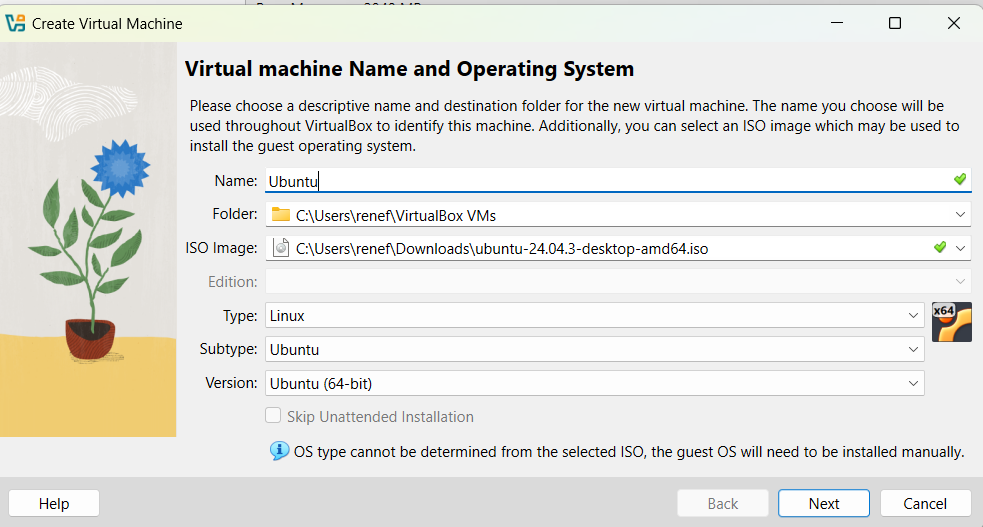 Create Virtual Machine
Virtual machine Name and Operating System
Please choose a descriptive name and destination folder for the new virtual machine. The name you choose will be
used throughout VirtualBox to identify this machine. Additionally, you can select an ISO image which may be used to
install the guest operating system.
Name: Ubuntu
Folder: C:\Users\renef\VirtualBox VMs
ISO Image: C:\Users\renef\Downloads\ubuntu-24.04.3-desktop-amd64.iso
Edition:
Type: Linux x64
Subtype: Ubuntu
Version: Ubuntu (64-bit)
Skip Unattended Installation
OS type cannot be determined from the selected ISO, the guest OS will need to be installed manually.
Help Back Next Cancel